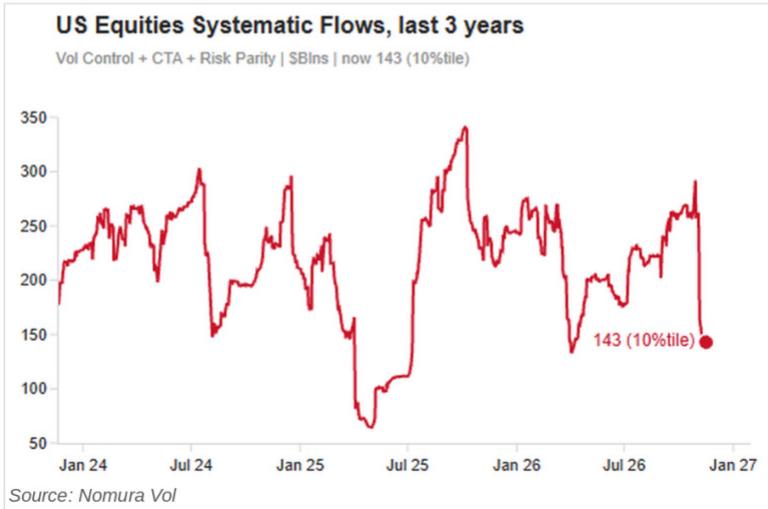 US Equities Systematic Flows, last 3 years
Vol Control + CTA + Risk Parity | $Blns | now 143 (10%tile)
350
300
250
200
150
100
50
143 (10%tile)
Jan 24
Jul 24
Jan 25
Jul 25
Jan 26
Jul 26
Jan 27
Source: Nomura Vol